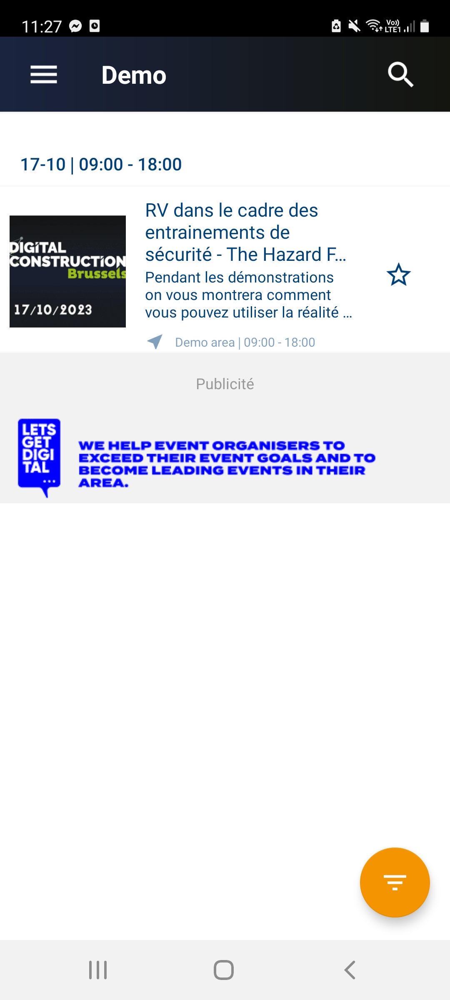 11:27
Vo))
LTE1
Demo
17-10 | 09:00 - 18:00
RV dans le cadre des
entrainements de
sécurité - The Hazard F...
Pendant les démonstrations
on vous montrera comment
vous pouvez utiliser la réalité ...
Demo area | 09:00 - 18:00
DIGITAL
CONSTRUCTION
Brussels
17/10/2023
Publicité
LETS
GET
DIGI
TAL
...
WE HELP EVENT ORGANISERS TO
EXCEED THEIR EVENT GOALS AND TO
BECOME LEADING EVENTS IN THEIR
AREA.